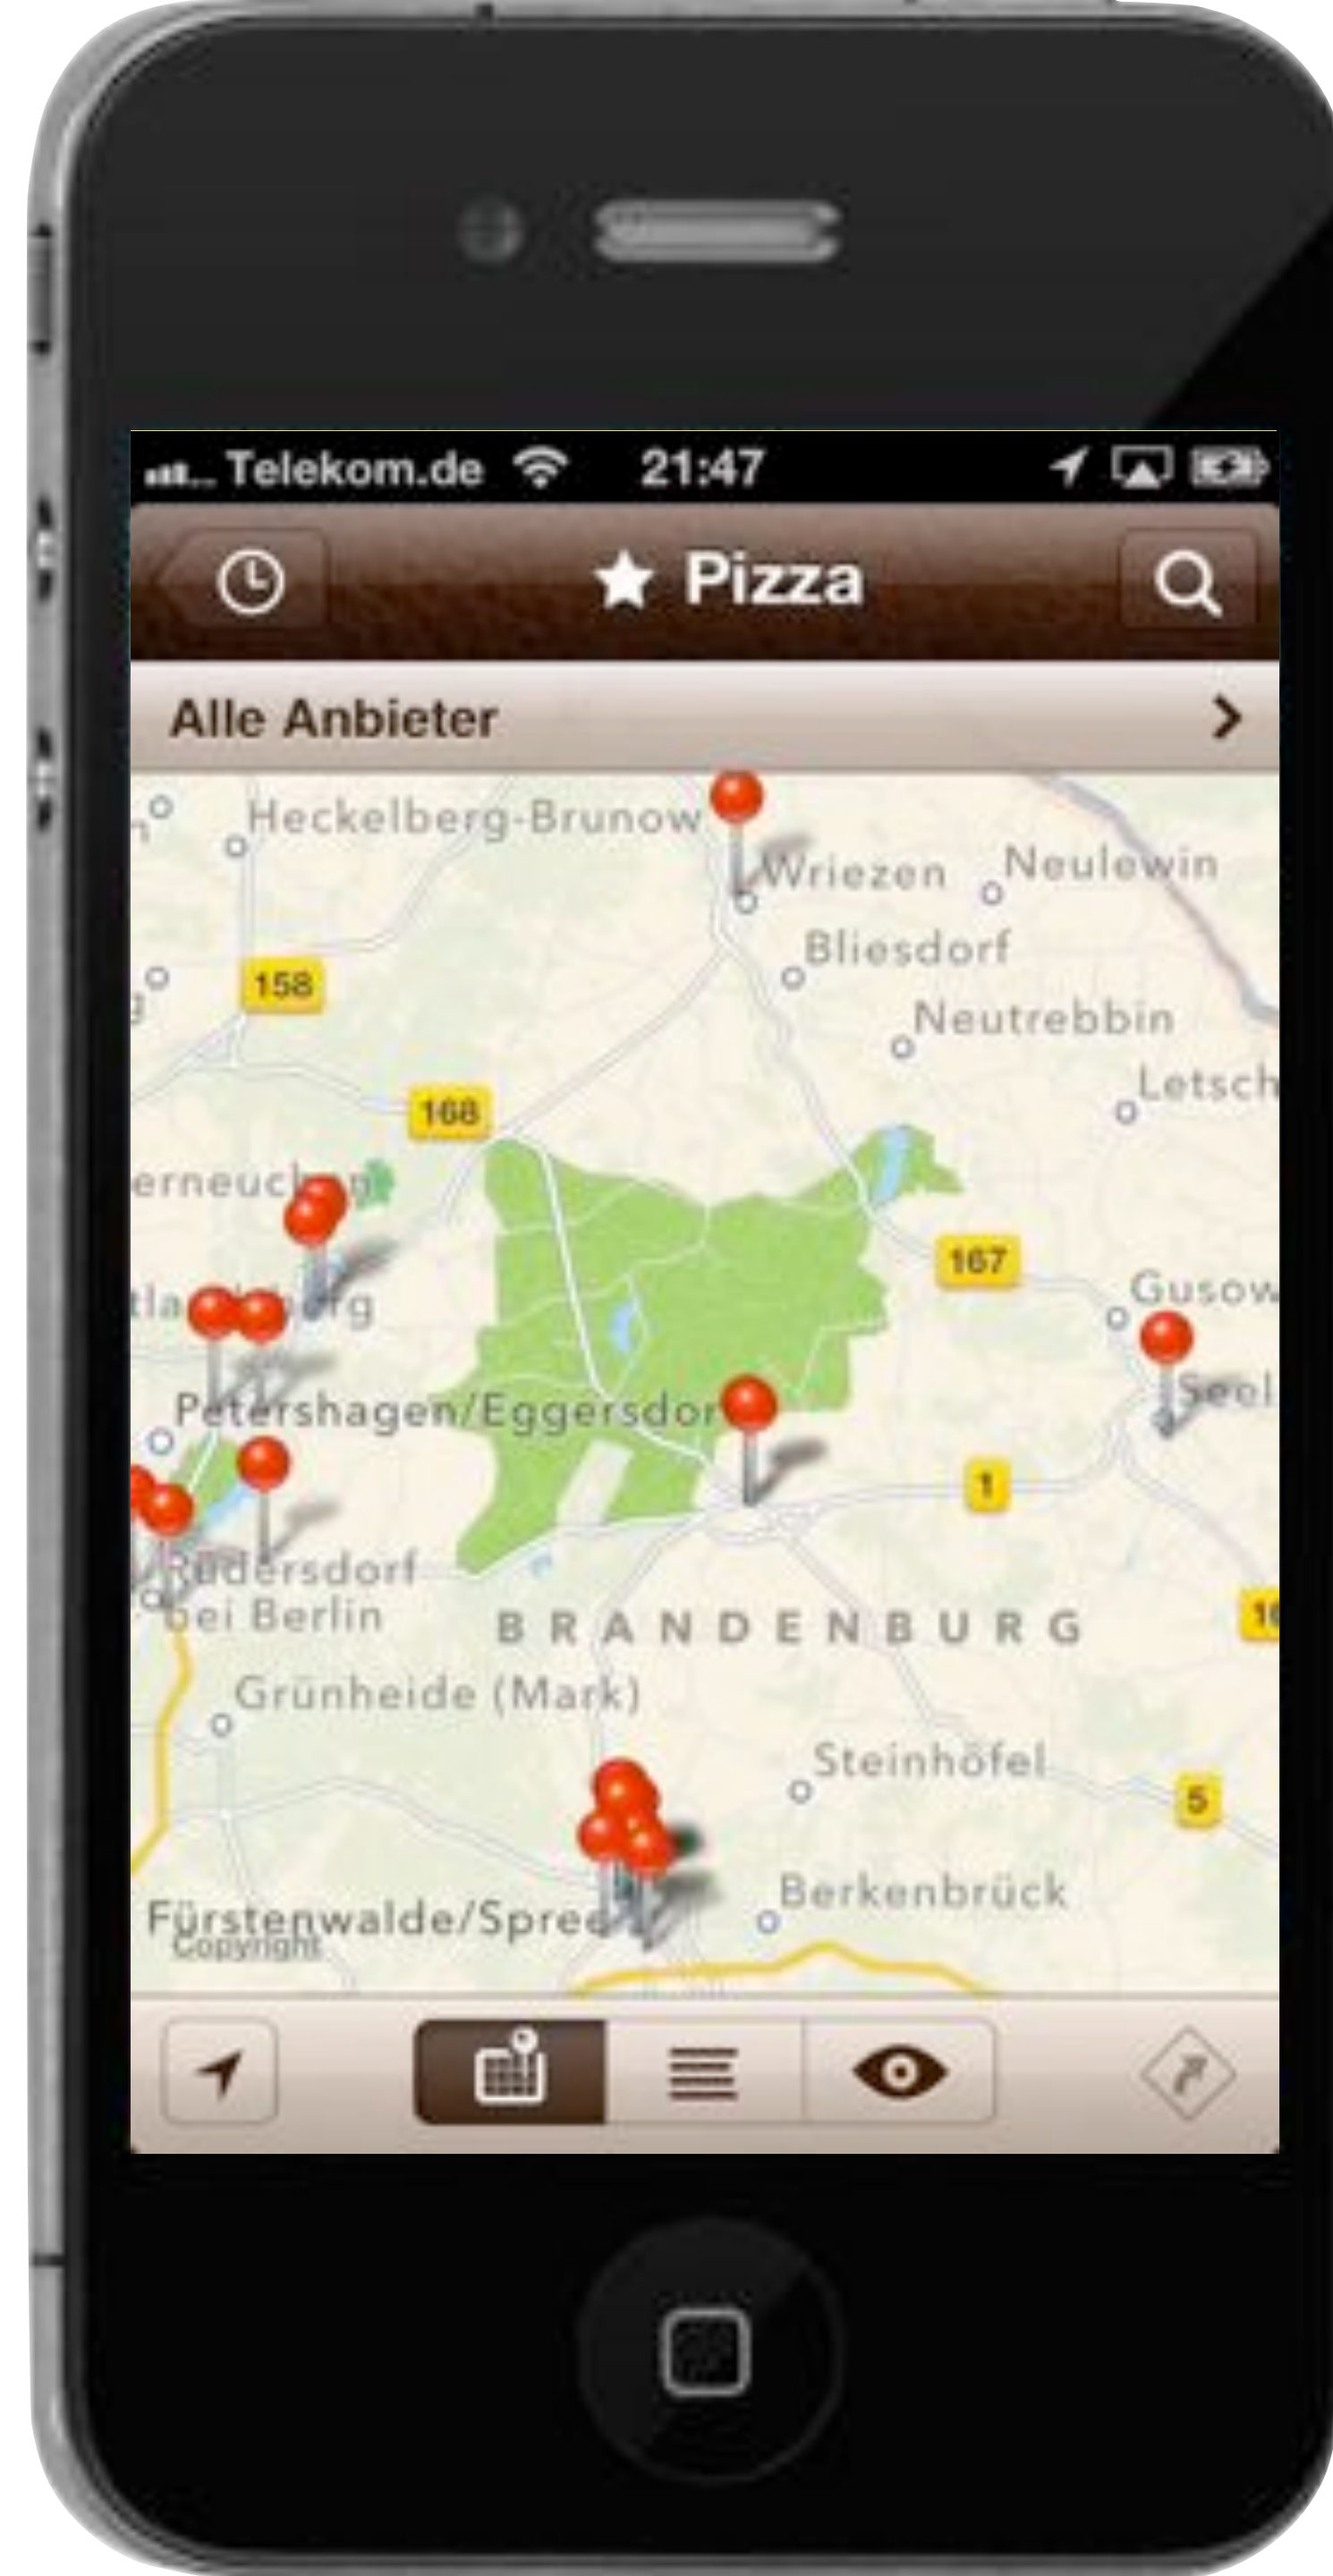 Telekom.de 21:47
★ Pizza
Alle Anbieter
Heckelberg-Brunow
Wriezen
Neulewin
Bliesdorf
158
Neutrebbin
Letsch
168
167
Gusow
Petershagen/Eggersdor
Seel
1
Rüdersdorf
bei Berlin
BRANDENBURG
Grünheide (Mark)
Steinhöfel
5
Berkenbrück
Fürstenwalde/Spree
Copyright